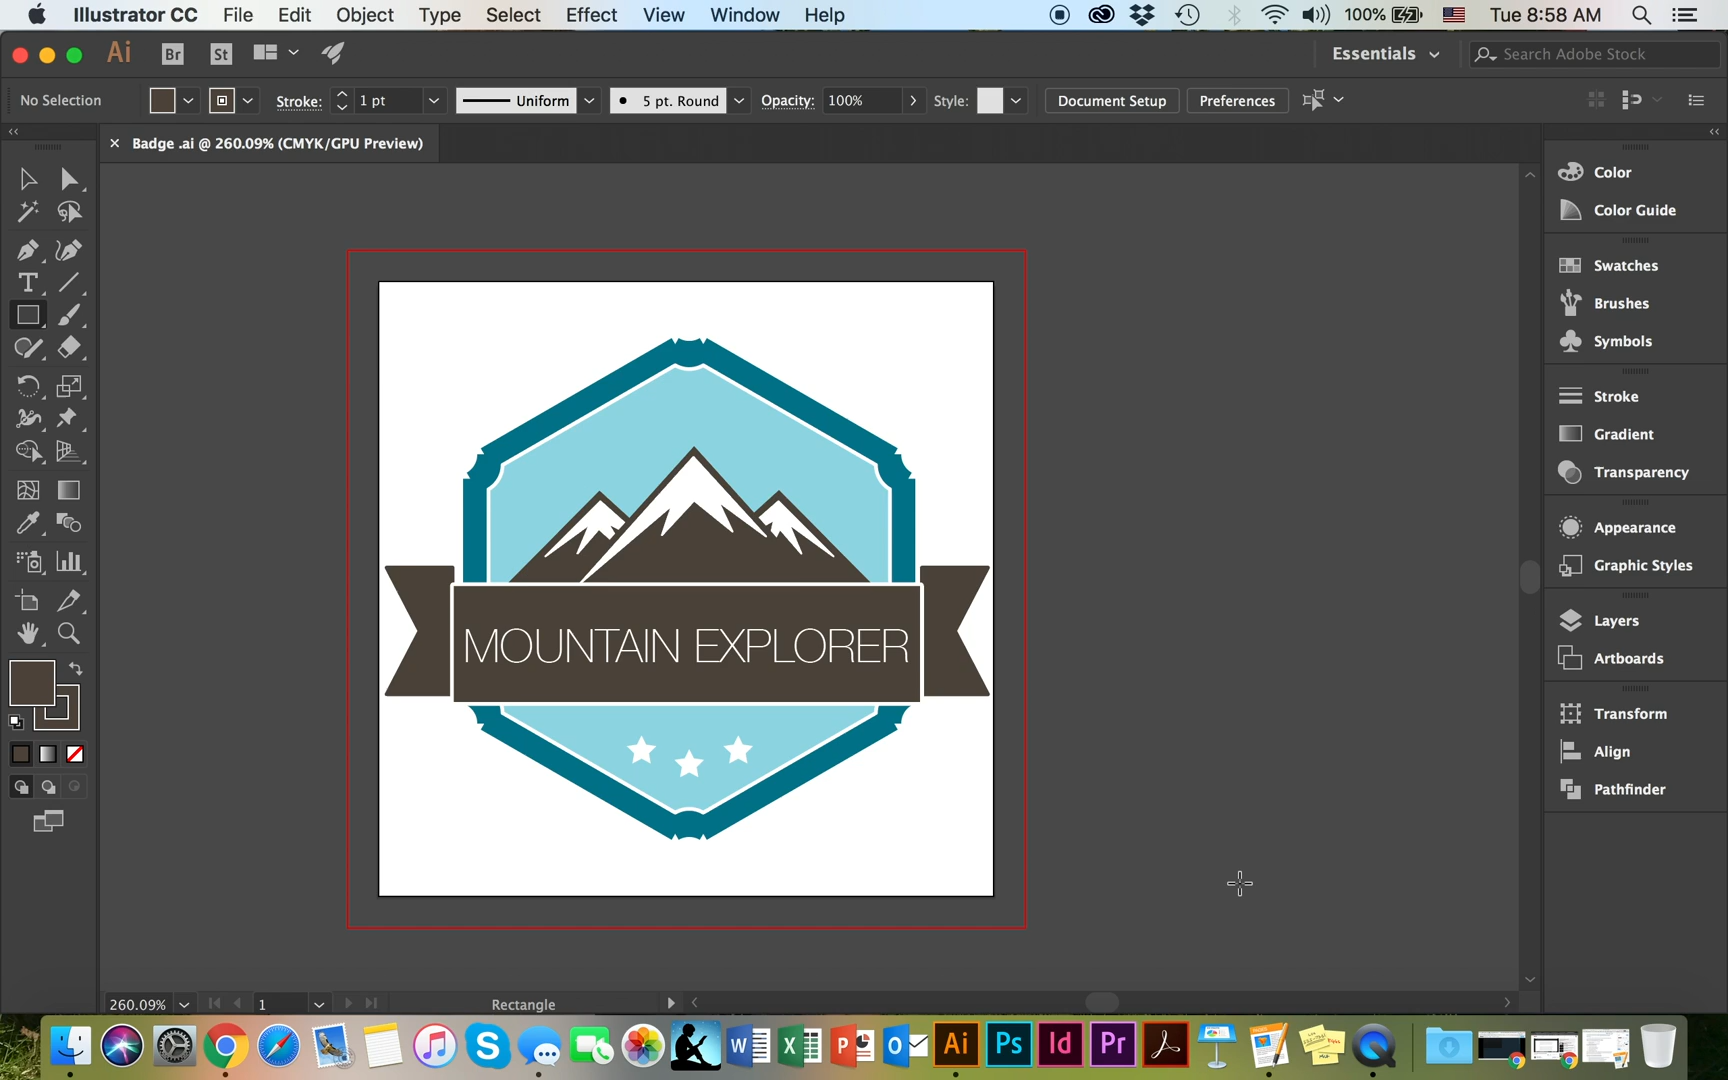 Illustrator CC File Edit Object Type Select Effect View Window Help 100% Tue 8:58 AM
Ai Br St Essentials Search Adobe Stock
No Selection Stroke: 1 pt Uniform 5 pt. Round Opacity: 100% Style: Document Setup Preferences
Badge .ai @ 260.09% (CMYK/GPU Preview)
Color
Color Guide
Swatches
Brushes
Symbols
Stroke
Gradient
Transparency
Appearance
Graphic Styles
Layers
Artboards
Transform
Align
Pathfinder
MOUNTAIN EXPLORER
260.09% 1 Rectangle
Ai Ps Id Pr